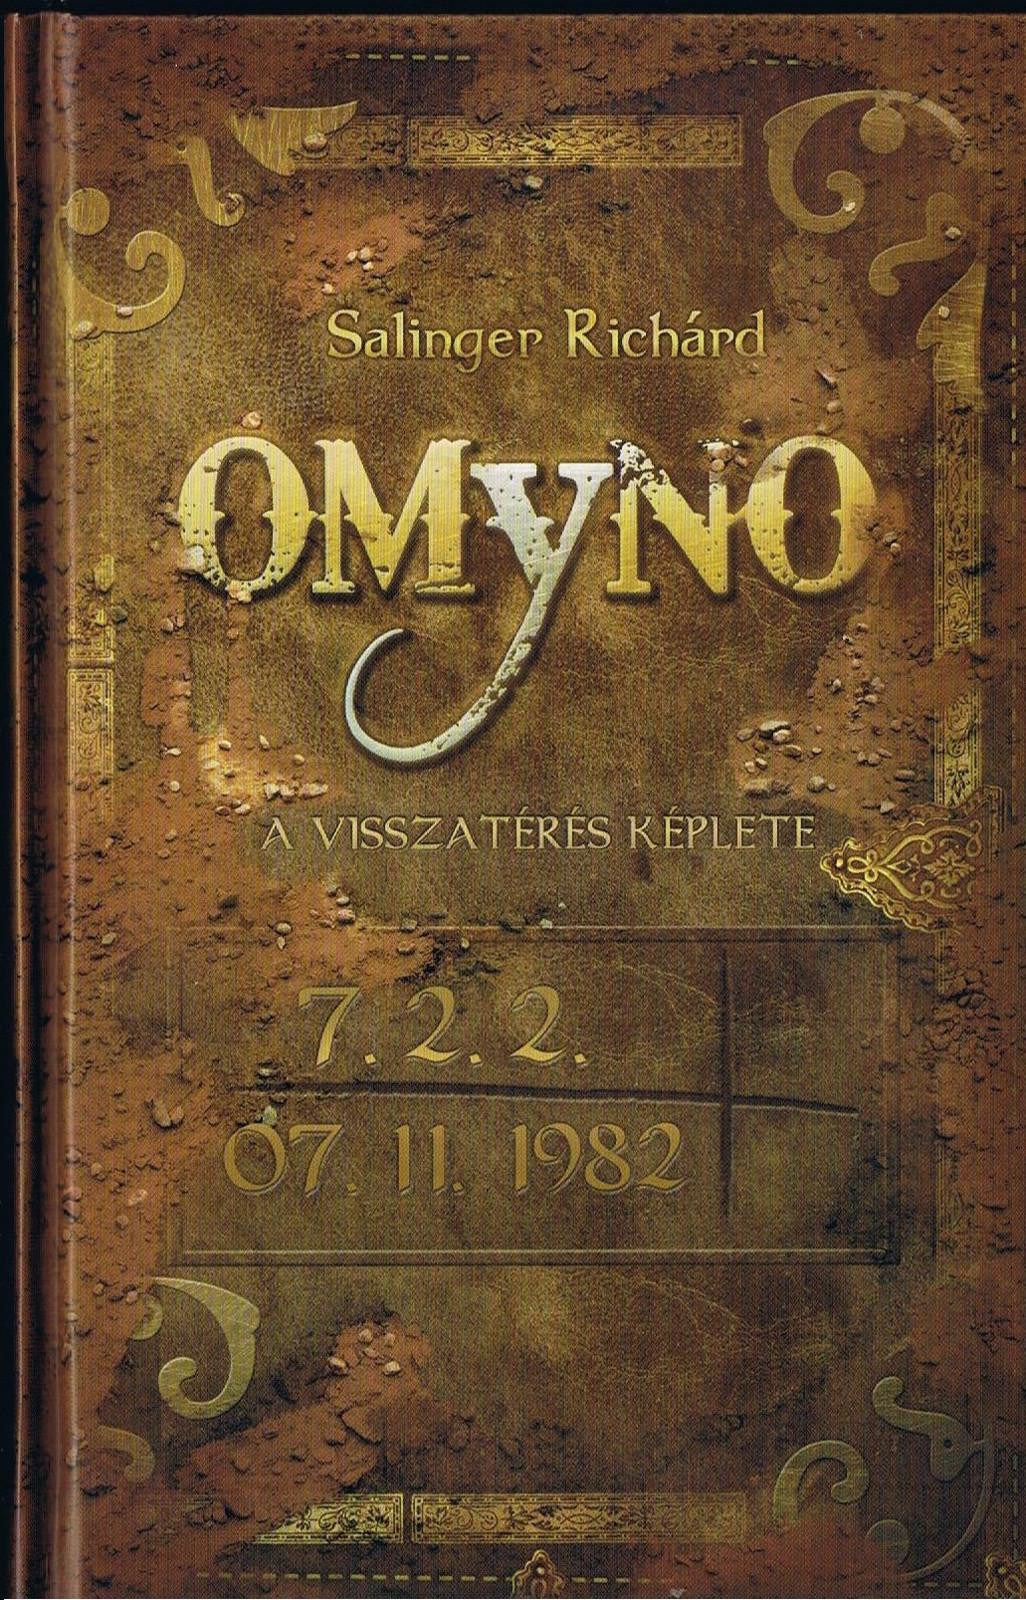 Salinger Richárd
OMyNO
A VISSZATÉRÉS KÉPLETE
7. 2. 2.
07. 11. 1982